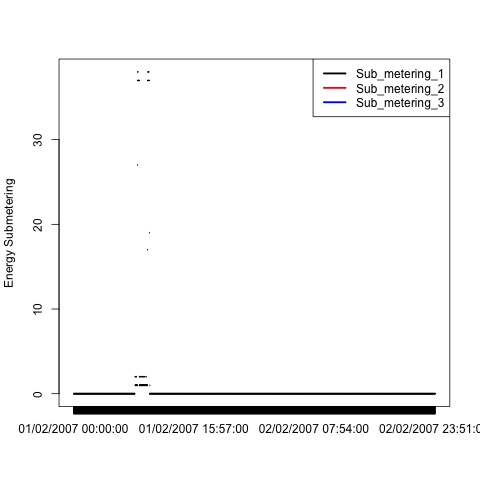 Sub_metering_1
Sub_metering_2
Sub_metering_3
Energy Submetering
30
20
10
0
01/02/2007 00:00:00 01/02/2007 15:57:00 02/02/2007 07:54:00 02/02/2007 23:51:0